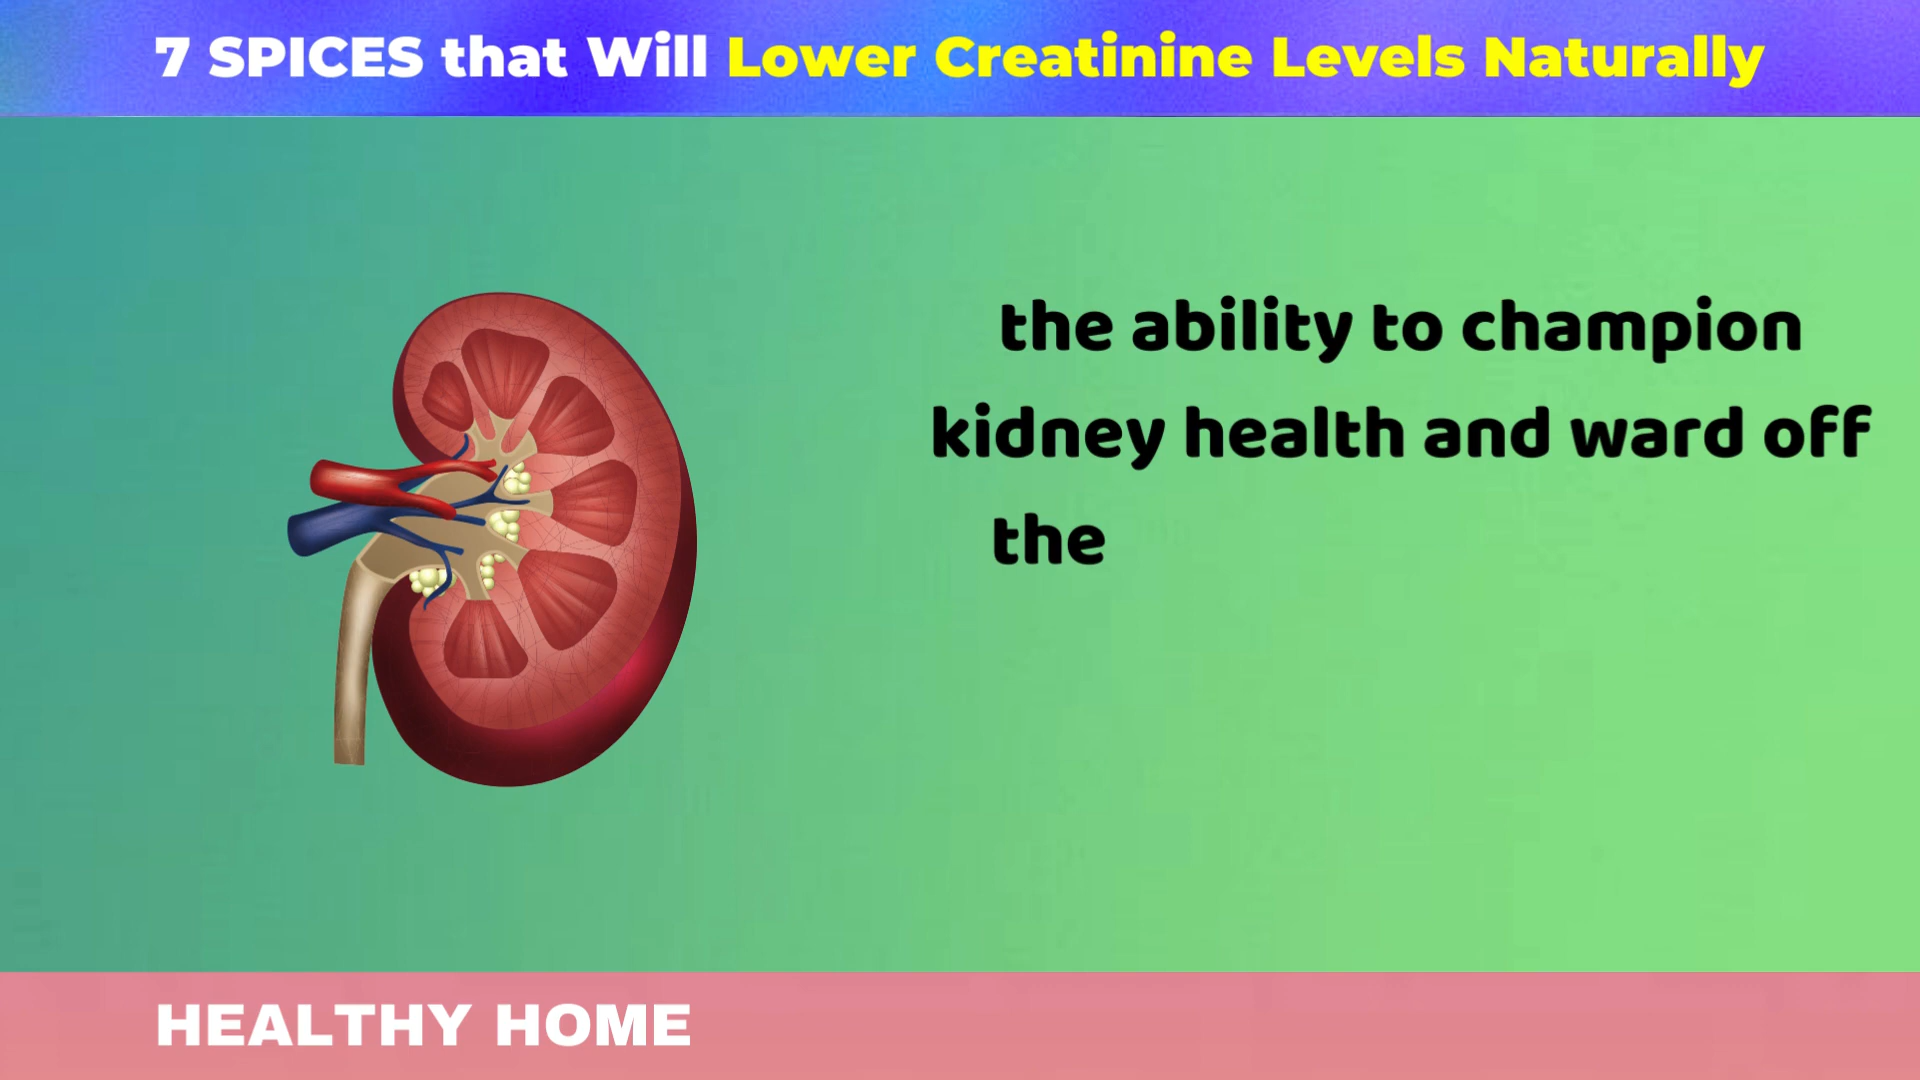 7 SPICES that Will Lower Creatinine Levels Naturally
the ability to champion
kidney health and ward off
the
HEALTHY HOME